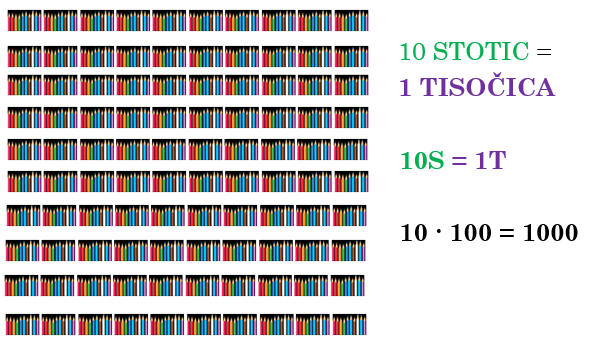 10 STOTIC =
1 TISOČICA
10S = 1T
10 · 100 = 1000